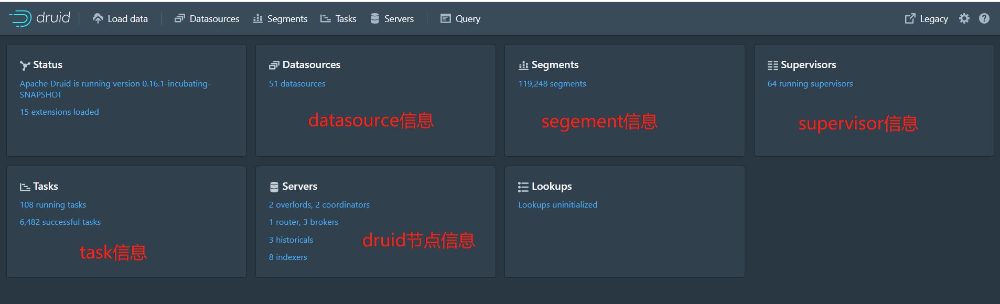 druid Load data Datasources Segments Tasks Servers Query Legacy
Status
Apache Druid is running version 0.16.1-incubating-
SNAPSHOT
15 extensions loaded
Datasources
51 datasources
datasource信息
Segments
119,248 segments
segement信息
Supervisors
64 running supervisors
supervisor信息
Tasks
108 running tasks
6,482 successful tasks
task信息
Servers
2 overlords, 2 coordinators
1 router, 3 brokers
3 historicals
8 indexers
druid节点信息
Lookups
Lookups uninitialized